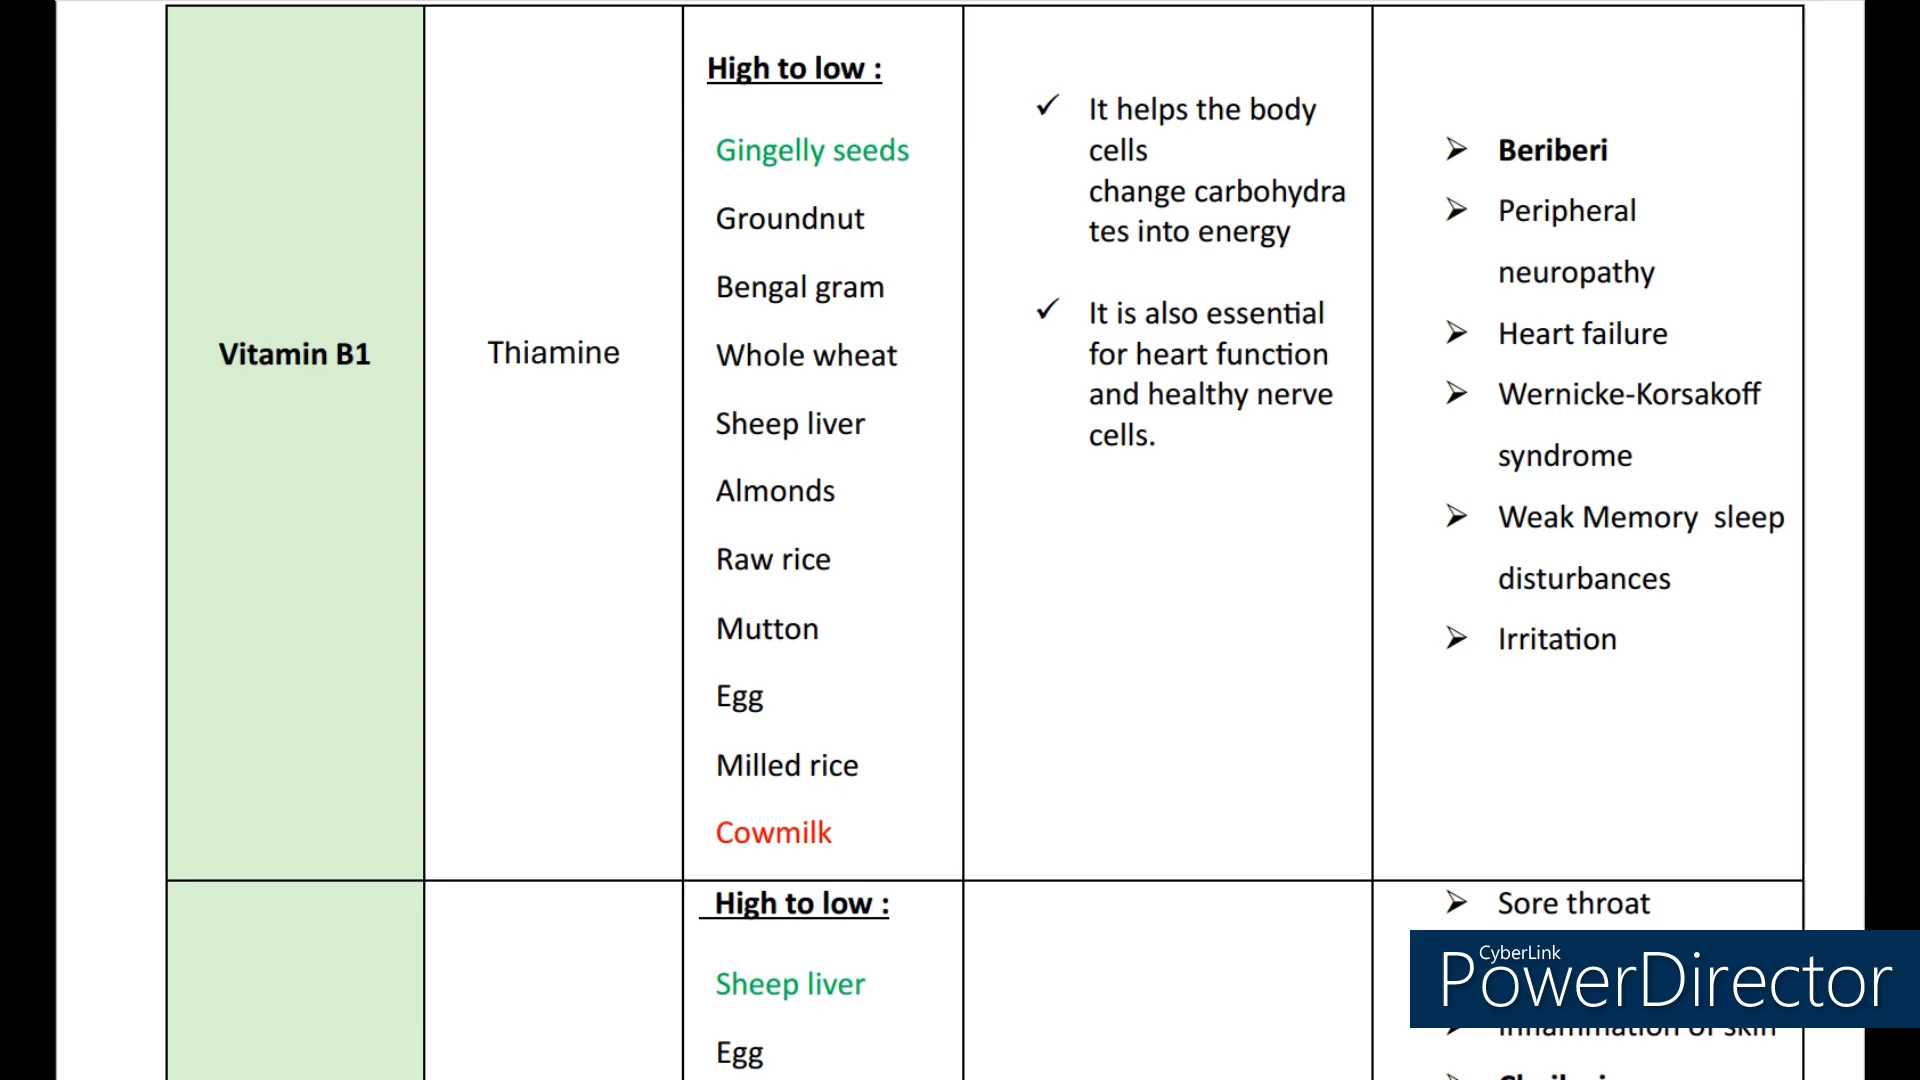 High to low :
Gingelly seeds
Groundnut
Bengal gram
Whole wheat
Sheep liver
Almonds
Raw rice
Mutton
Egg
Milled rice
Cowmilk
Vitamin B1
Thiamine
✓ It helps the body
cells
change carbohydra
tes into energy
✓ It is also essential
for heart function
and healthy nerve
cells.
➢ Beriberi
➢ Peripheral
neuropathy
➢ Heart failure
➢ Wernicke-Korsakoff
syndrome
➢ Weak Memory sleep
disturbances
➢ Irritation
High to low :
Sheep liver
Egg
➢ Sore throat
CyberLink
PowerDirector